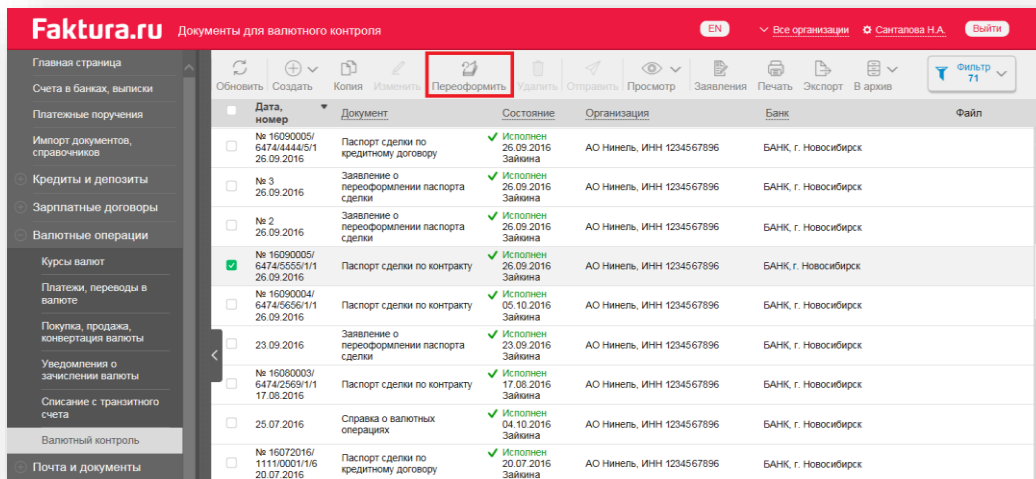 Faktura.ru Документы для валютного контроля EN Все организации Санталова Н.А. Выйти
Главная страница
Счета в банках, выписки
Платежные поручения
Импорт документов,
справочников
Кредиты и депозиты
Зарплатные договоры
Валютные операции
Курсы валют
Платежи, переводы в
валюте
Покупка, продажа,
конвертация валюты
Уведомления о
зачислении валюты
Списание с транзитного
счета
Валютный контроль
Почта и документы
Обновить Создать Копия Изменить Переоформить Удалить Отправить Просмотр Заявления Печать Экспорт В архив
Фильтр
71
Дата,
номер
Документ Состояние Организация Банк Файл
№ 16090005/
6474/4444/5/1
26.09.2016
Паспорт сделки по
кредитному договору
Исполнен
26.09.2016
Зайкина
АО Нинель, ИНН 1234567896
БАНК, г. Новосибирск
№ 3
26.09.2016
Заявление о
переоформлении паспорта
сделки
Исполнен
26.09.2016
Зайкина
АО Нинель, ИНН 1234567896
БАНК, г. Новосибирск
№ 2
26.09.2016
Заявление о
переоформлении паспорта
сделки
Исполнен
26.09.2016
Зайкина
АО Нинель, ИНН 1234567896
БАНК, г. Новосибирск
№ 16090005/
6474/5555/1/1
26.09.2016
Паспорт сделки по контракту
Исполнен
26.09.2016
Зайкина
АО Нинель, ИНН 1234567896
БАНК, г. Новосибирск
№ 16090004/
6474/5656/1/1
26.09.2016
Паспорт сделки по контракту
Исполнен
05.10.2016
Зайкина
АО Нинель, ИНН 1234567896
БАНК, г. Новосибирск
23.09.2016
Заявление о
переоформлении паспорта
сделки
Исполнен
23.09.2016
Зайкина
АО Нинель, ИНН 1234567896
БАНК, г. Новосибирск
№ 16080003/
6474/2569/1/1
17.08.2016
Паспорт сделки по контракту
Исполнен
17.08.2016
Зайкина
АО Нинель, ИНН 1234567896
БАНК, г. Новосибирск
25.07.2016
Справка о валютных
операциях
Исполнен
04.10.2016
Зайкина
АО Нинель, ИНН 1234567896
БАНК, г. Новосибирск
№ 16072016/
1111/0001/1/6
20.07.2016
Паспорт сделки по
кредитному договору
Исполнен
20.07.2016
Зайкина
АО Нинель, ИНН 1234567896
БАНК, г. Новосибирск